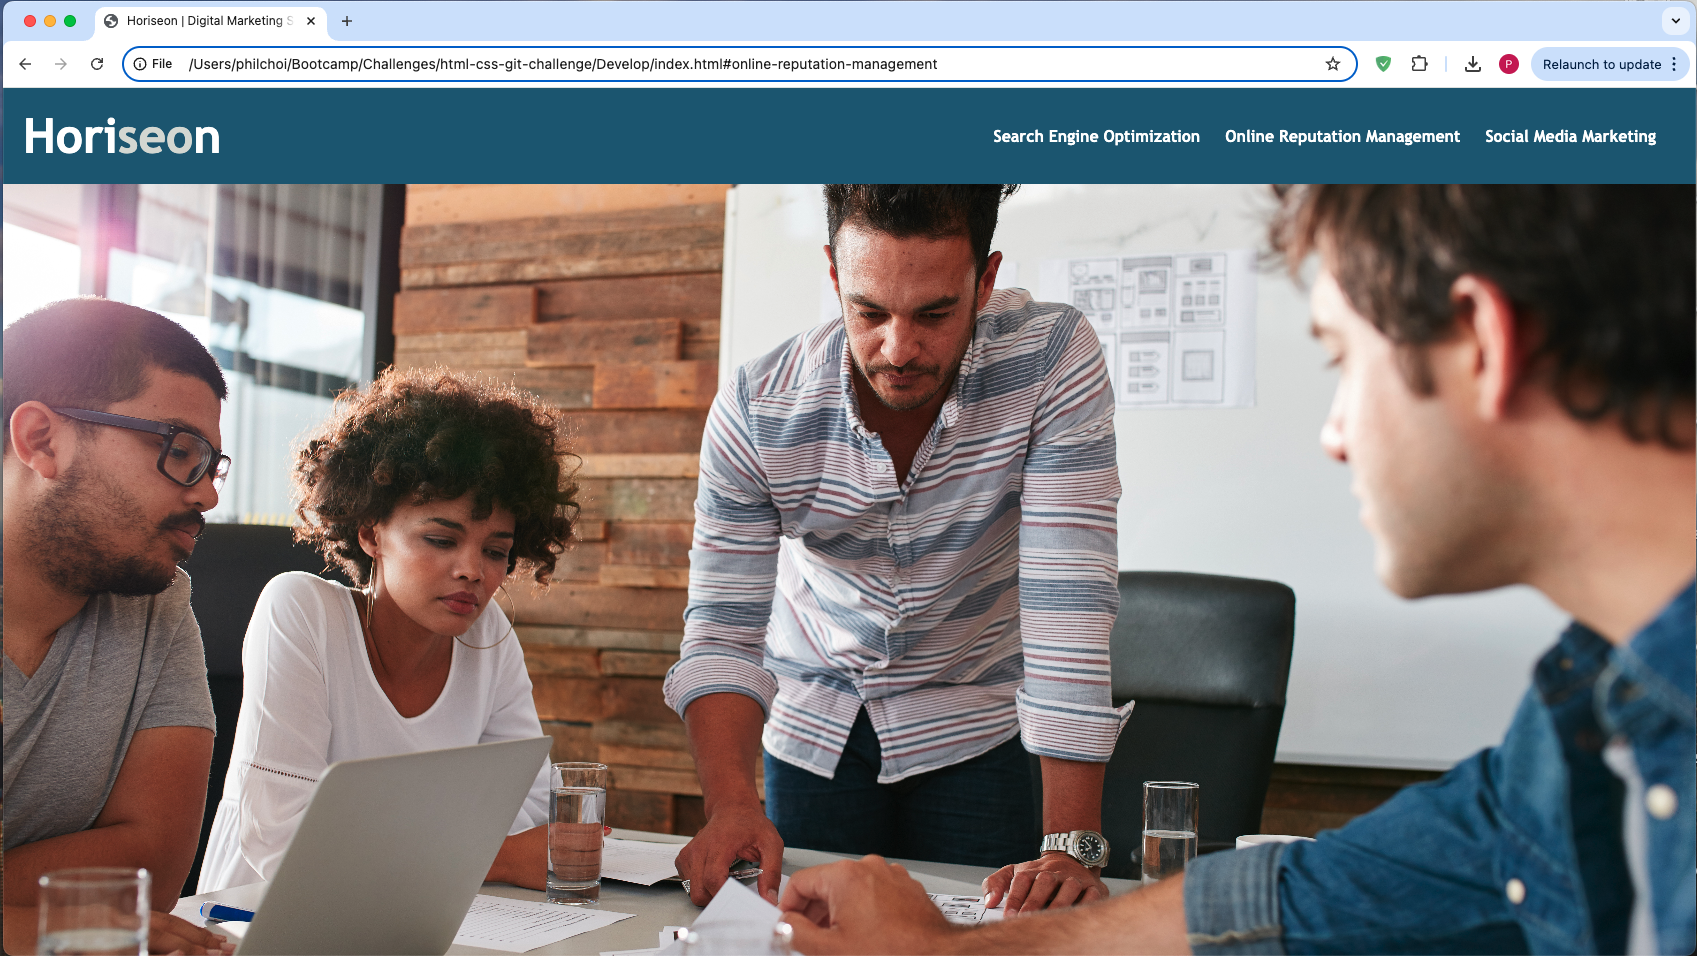 Horiseon | Digital Marketing S
File /Users/philchoi/Bootcamp/Challenges/html-css-git-challenge/Develop/index.html#online-reputation-management
P
Relaunch to update
Horiseon
Search Engine Optimization Online Reputation Management Social Media Marketing